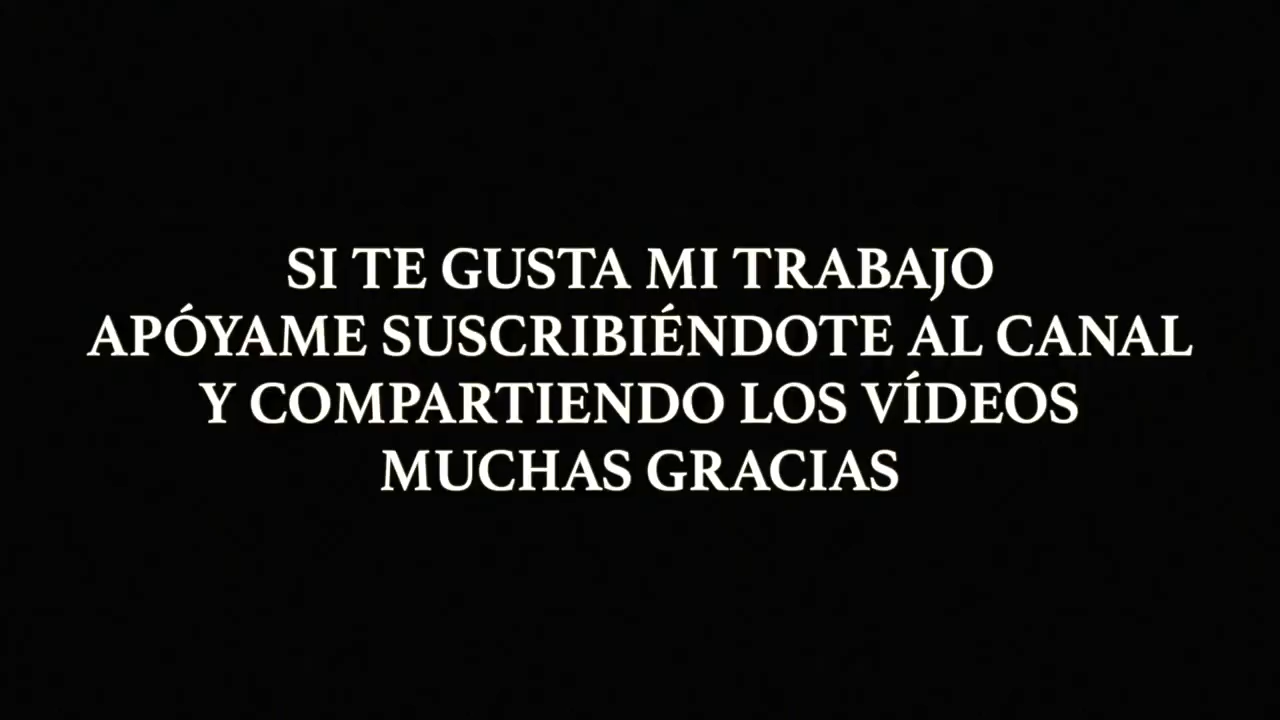 SI TE GUSTA MI TRABAJO
APÓYAME SUSCRIBIÉNDOTE AL CANAL
Y COMPARTIENDO LOS VÍDEOS
MUCHAS GRACIAS